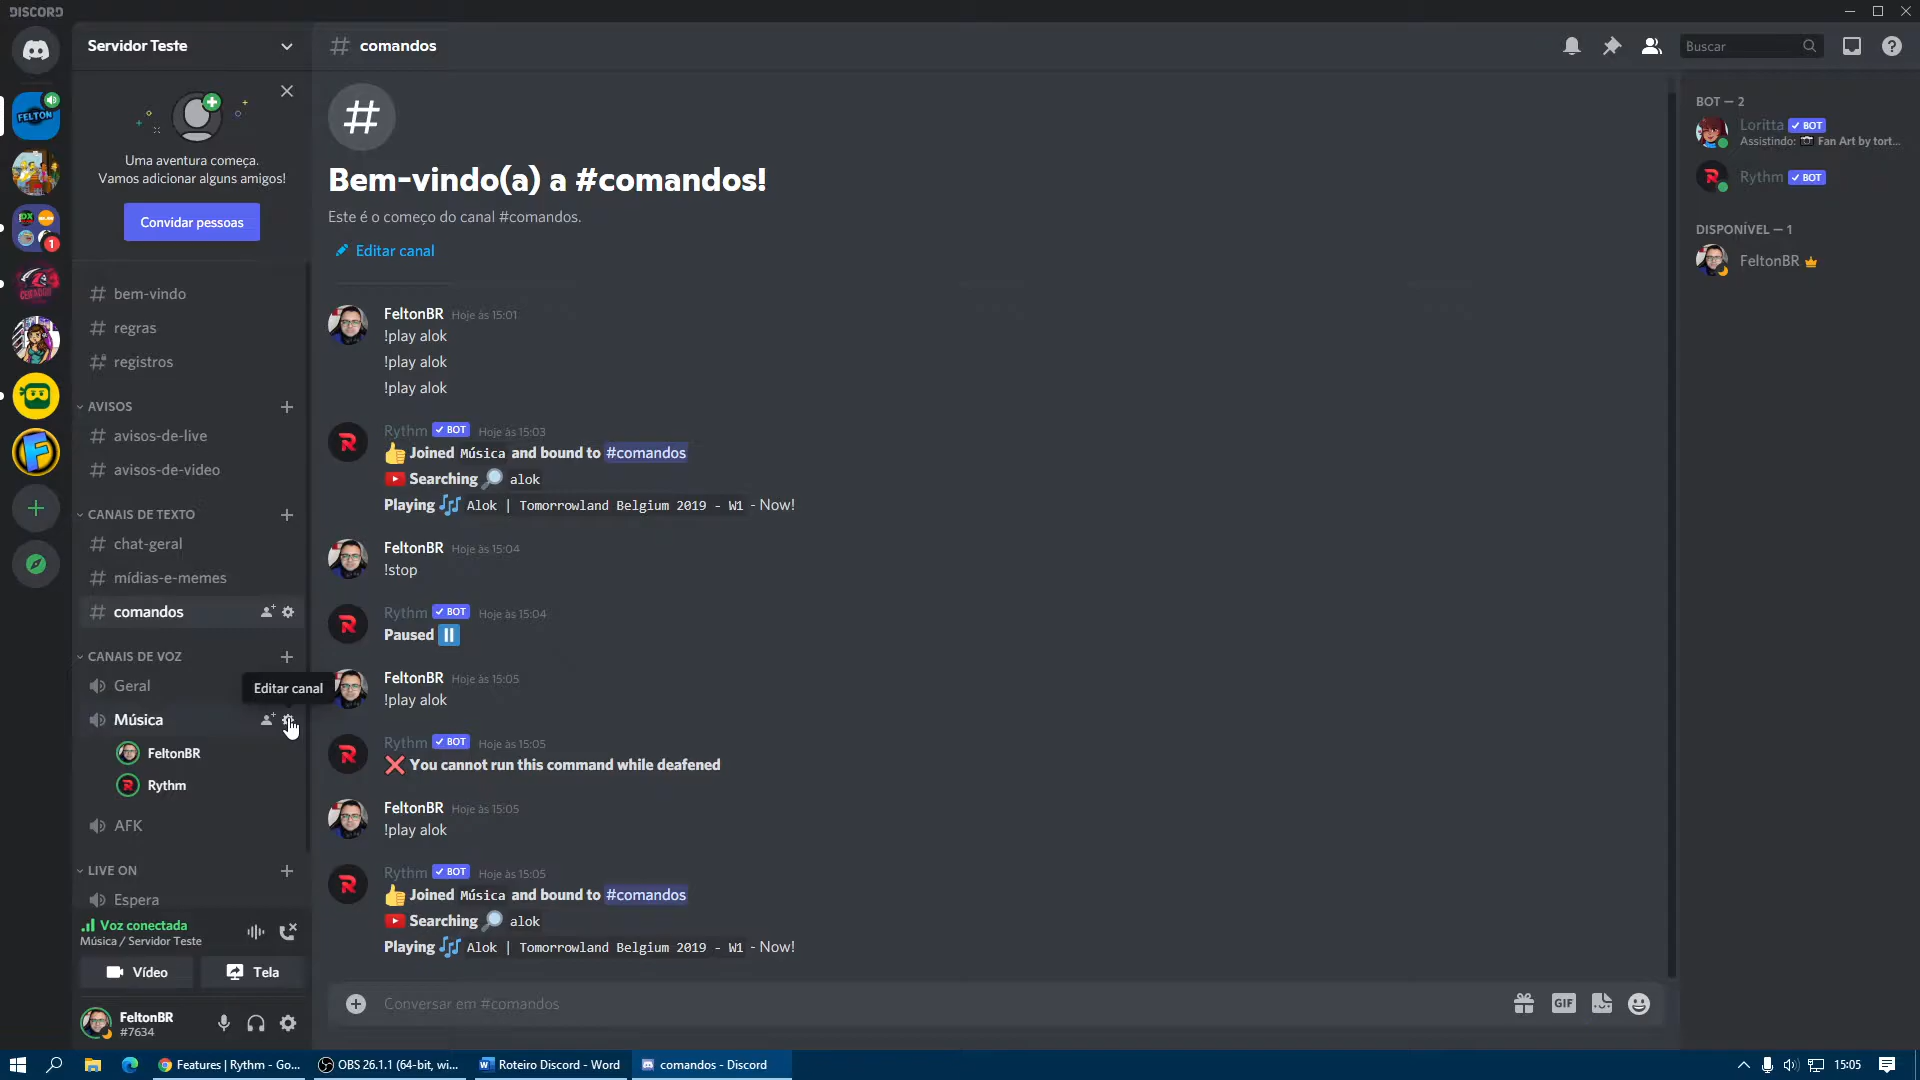 DISCORD
Servidor Teste
comandos
Buscar
FELTON
Uma aventura começa.
Vamos adicionar alguns amigos!
Convidar pessoas
1
bem-vindo
regras
registros
AVISOS
avisos-de-live
avisos-de-video
CANAIS DE TEXTO
chat-geral
mídias-e-memes
comandos
CANAIS DE VOZ
Geral
Editar canal
Música
FeltonBR
Rythm
AFK
LIVE ON
Espera
Voz conectada
Música / Servidor Teste
Vídeo
Tela
FeltonBR
#7634
Bem-vindo(a) a #comandos!
Este é o começo do canal #comandos.
Editar canal
FeltonBR Hoje às 15:01
!play alok
!play alok
!play alok
Rythm ✓ BOT Hoje às 15:03
Joined Música and bound to #comandos
Searching alok
Playing Alok | Tomorrowland Belgium 2019 - W1 - Now!
FeltonBR Hoje às 15:04
!stop
Rythm ✓ BOT Hoje às 15:04
Paused
FeltonBR Hoje às 15:05
!play alok
Rythm ✓ BOT Hoje às 15:05
You cannot run this command while deafened
FeltonBR Hoje às 15:05
!play alok
Rythm ✓ BOT Hoje às 15:05
Joined Música and bound to #comandos
Searching alok
Playing Alok | Tomorrowland Belgium 2019 - W1 - Now!
Conversar em #comandos
GIF
BOT — 2
Loritta ✓ BOT
Assistindo: Fan Art by tort...
Rythm ✓ BOT
DISPONÍVEL — 1
FeltonBR
Features | Rythm - Go...
OBS 26.1.1 (64-bit, wi...
Roteiro Discord - Word
comandos - Discord
15:05